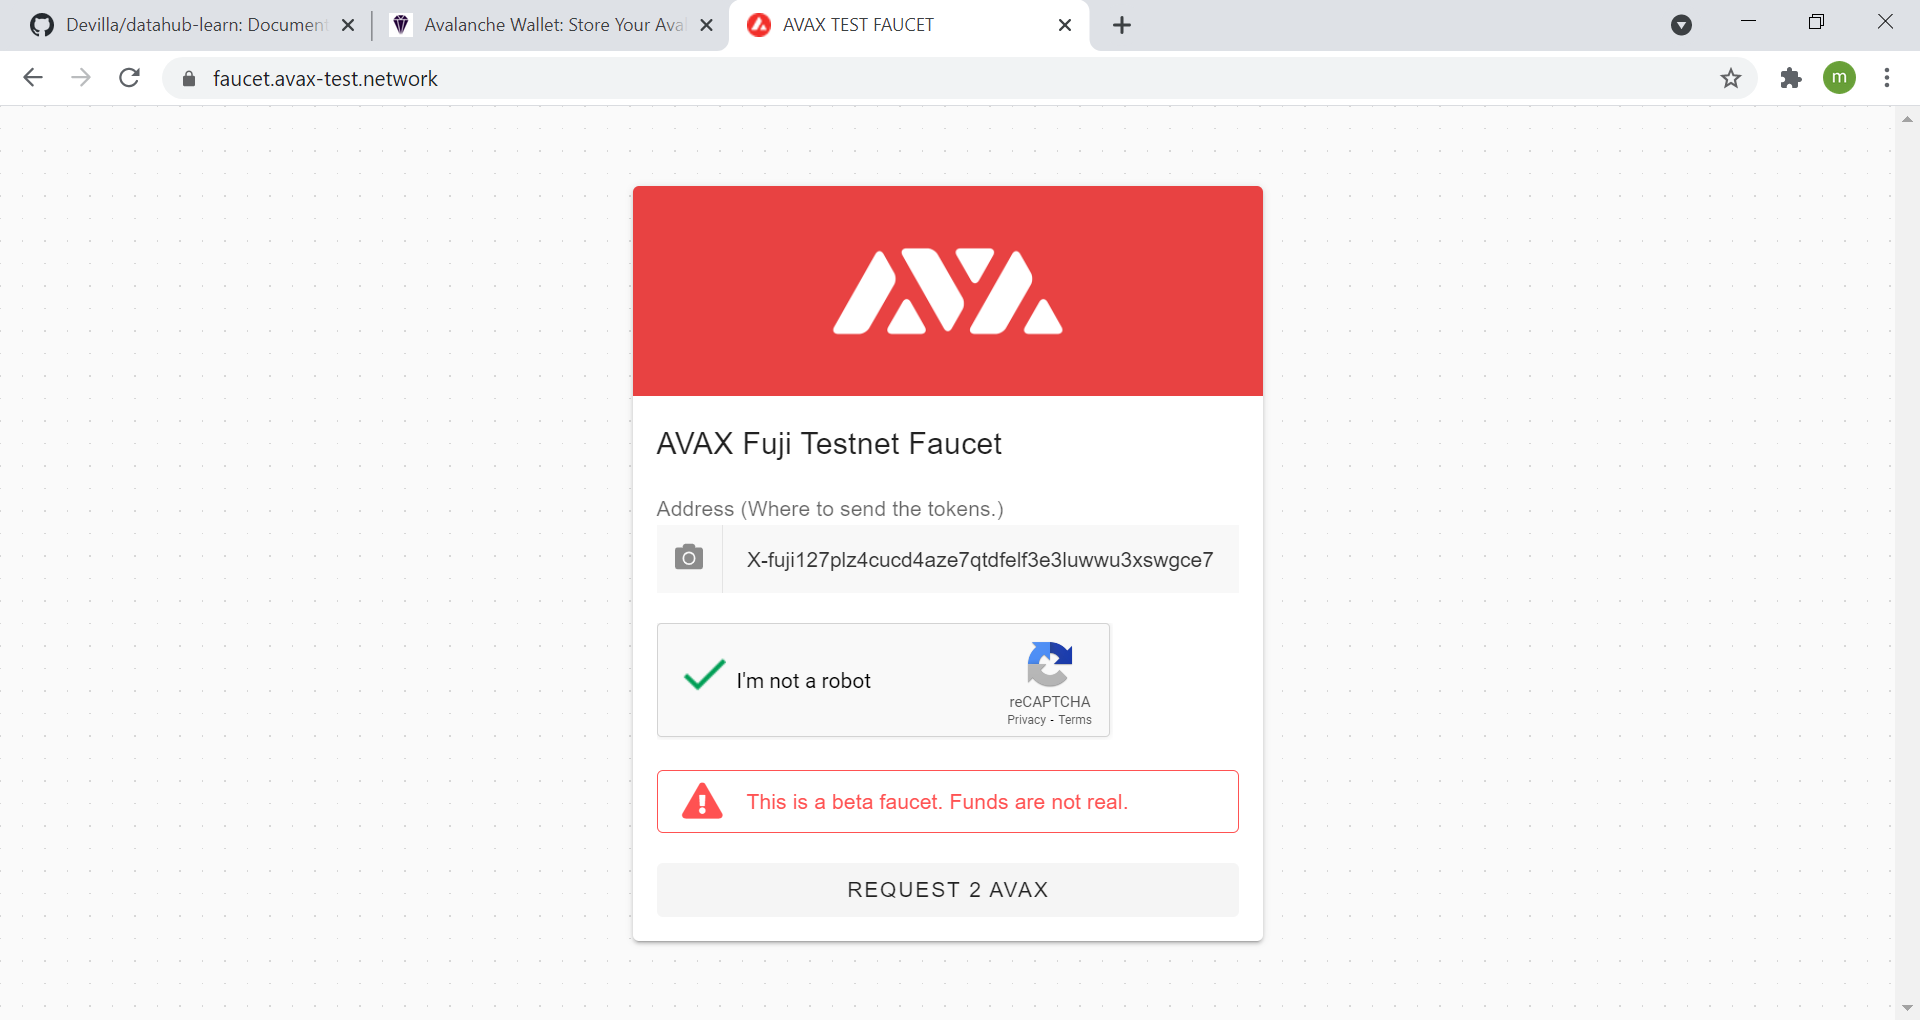 Devilla/datahub-learn: Document
Avalanche Wallet: Store Your Ava
AVAX TEST FAUCET
faucet.avax-test.network
m
AVAX Fuji Testnet Faucet
Address (Where to send the tokens.)
X-fuji127plz4cucd4aze7qtdfelf3e3luwwu3xswgce7
I'm not a robot
reCAPTCHA
Privacy - Terms
This is a beta faucet. Funds are not real.
REQUEST 2 AVAX